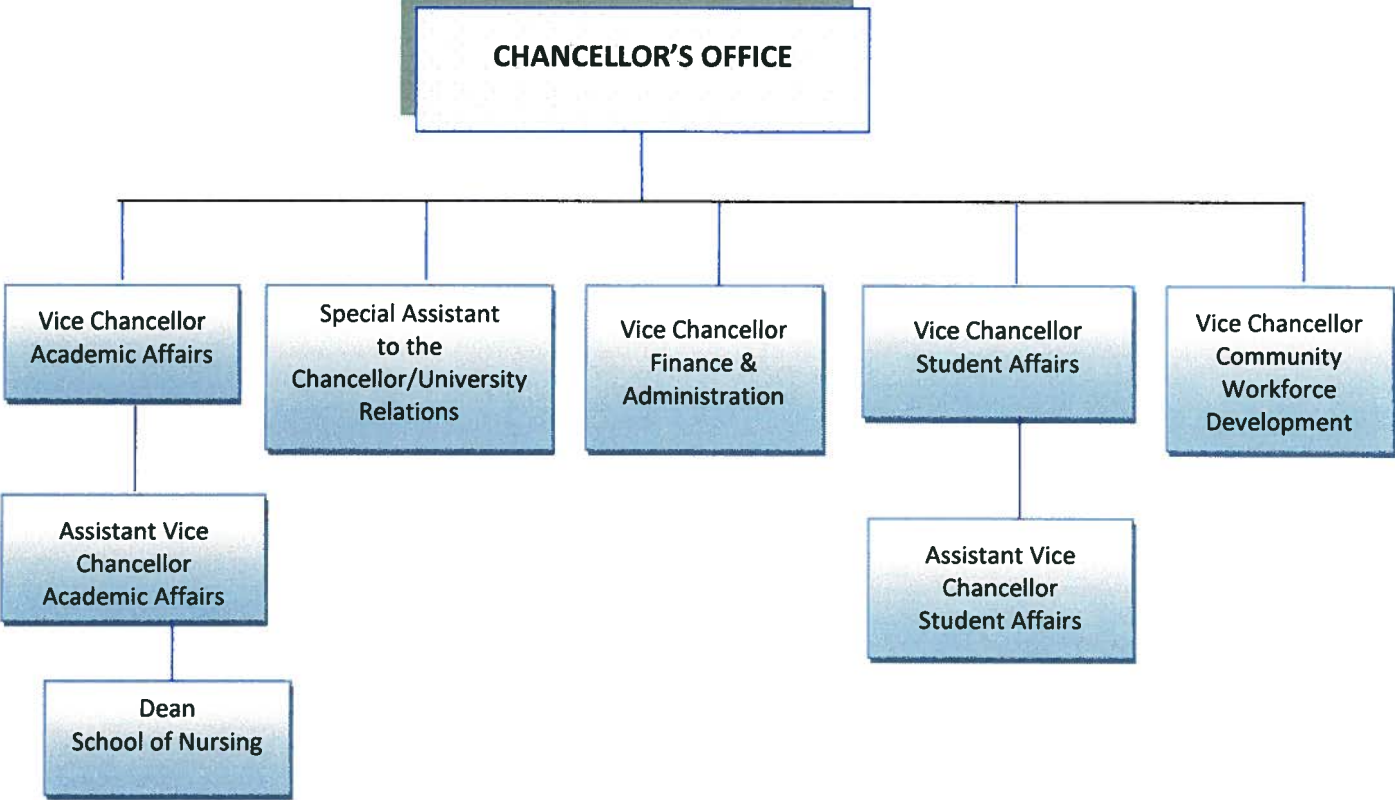 CHANCELLOR'S OFFICE
Vice Chancellor
Academic Affairs
Special Assistant
to the
Chancellor/University
Relations
Vice Chancellor
Finance &
Administration
Vice Chancellor
Student Affairs
Vice Chancellor
Community
Workforce
Development
Assistant Vice
Chancellor
Academic Affairs
Assistant Vice
Chancellor
Student Affairs
Dean
School of Nursing